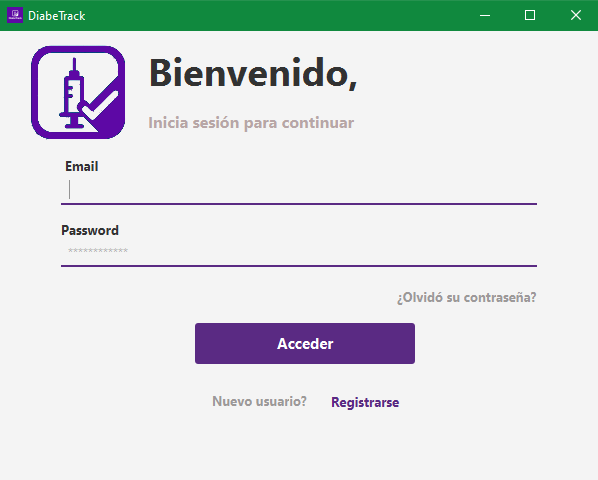 DiabeTrack
Bienvenido,
Inicia sesión para continuar
Email
Password
************
¿Olvidó su contraseña?
Acceder
Nuevo usuario? Registrarse